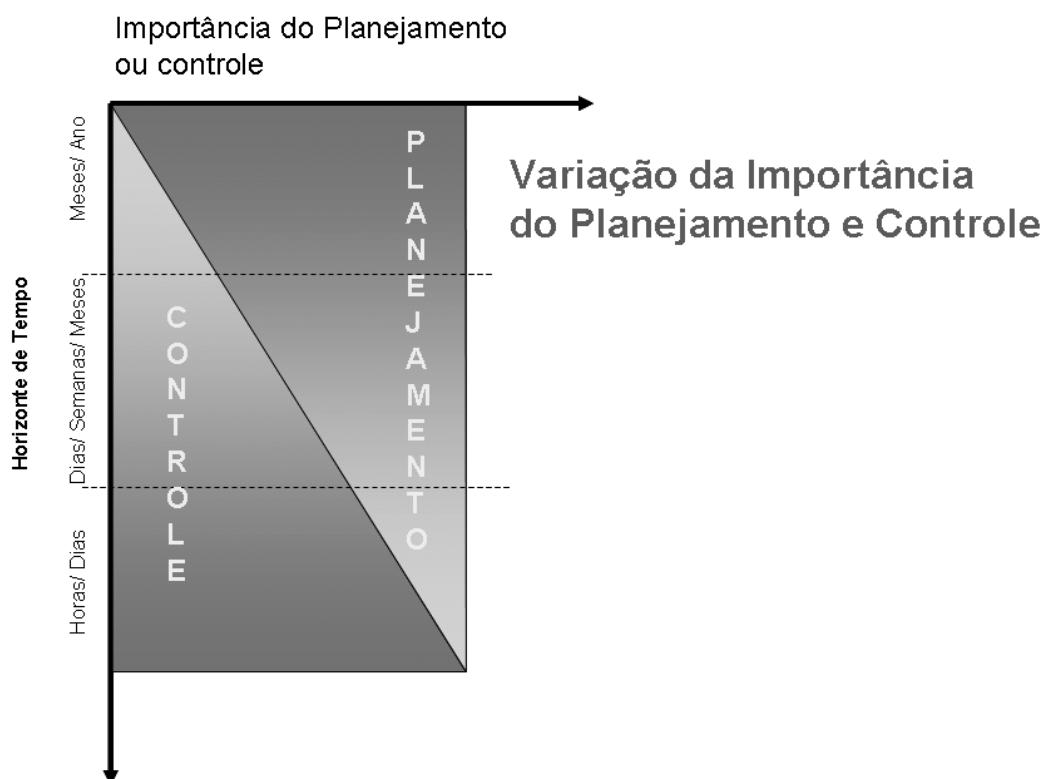 Importância do Planejamento
ou controle
Variação da Importância
do Planejamento e Controle
Horizonte de Tempo
Meses/ Ano
Dias/ Semanas/ Meses
Horas/ Dias
CONTROLE
PLANEJAMENTO